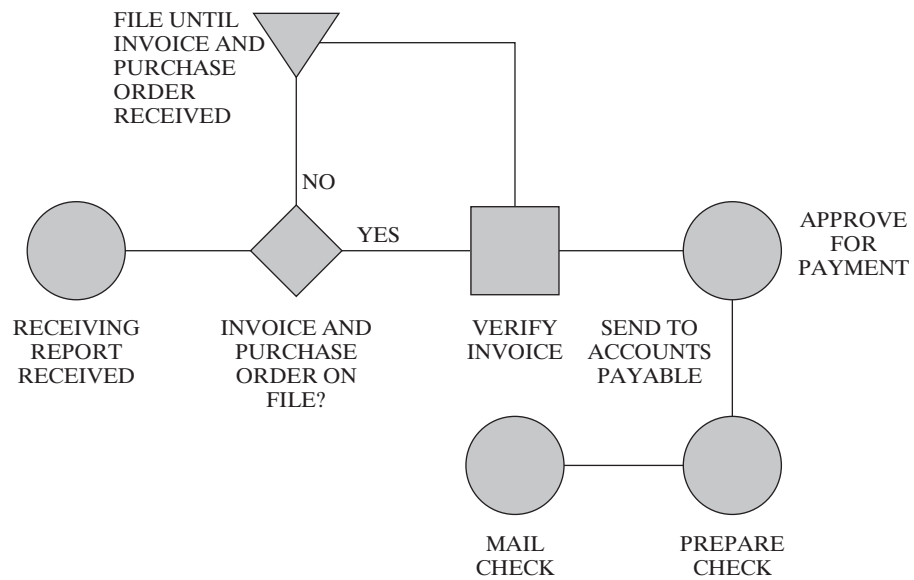 FILE UNTIL
INVOICE AND
PURCHASE
ORDER
RECEIVED
NO
YES
APPROVE
FOR
PAYMENT
RECEIVING
REPORT
RECEIVED
INVOICE AND
PURCHASE
ORDER ON
FILE?
VERIFY
INVOICE
SEND TO
ACCOUNTS
PAYABLE
MAIL
CHECK
PREPARE
CHECK